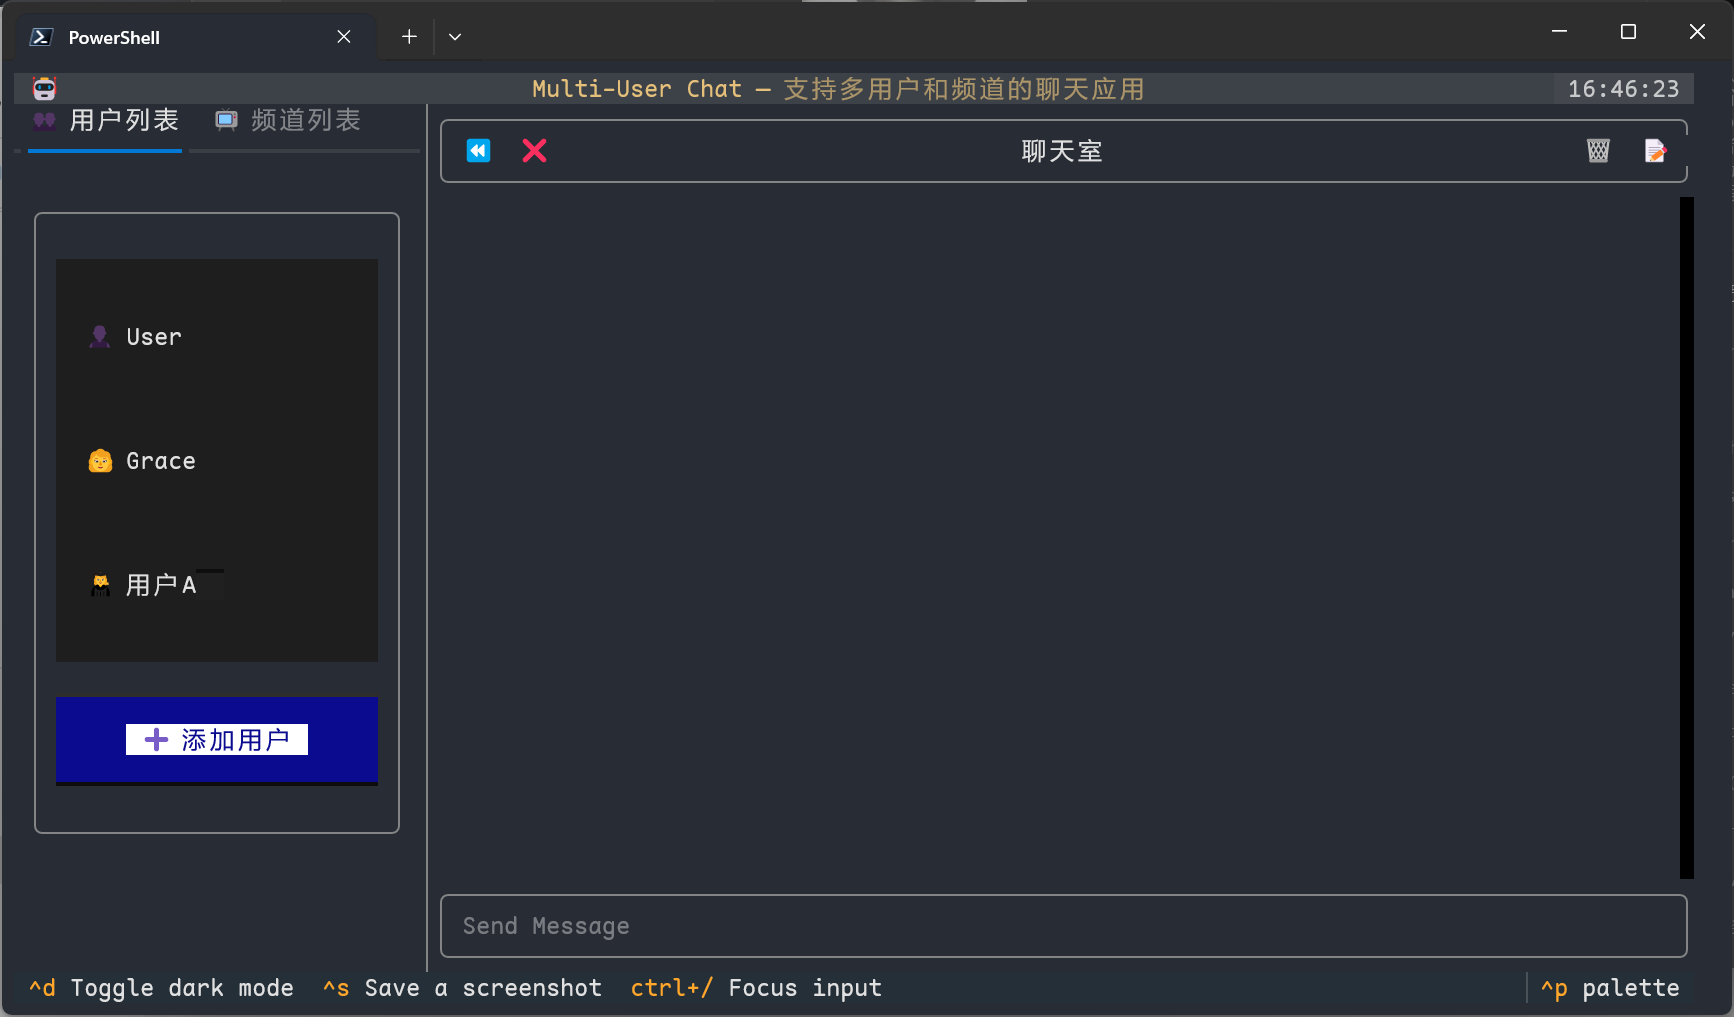 PowerShell
Multi-User Chat — 支持多用户和频道的聊天应用
16:46:23
用户列表 频道列表
聊天室
User
Grace
用户A
添加用户
Send Message
^d Toggle dark mode ^s Save a screenshot ctrl+/ Focus input ^p palette